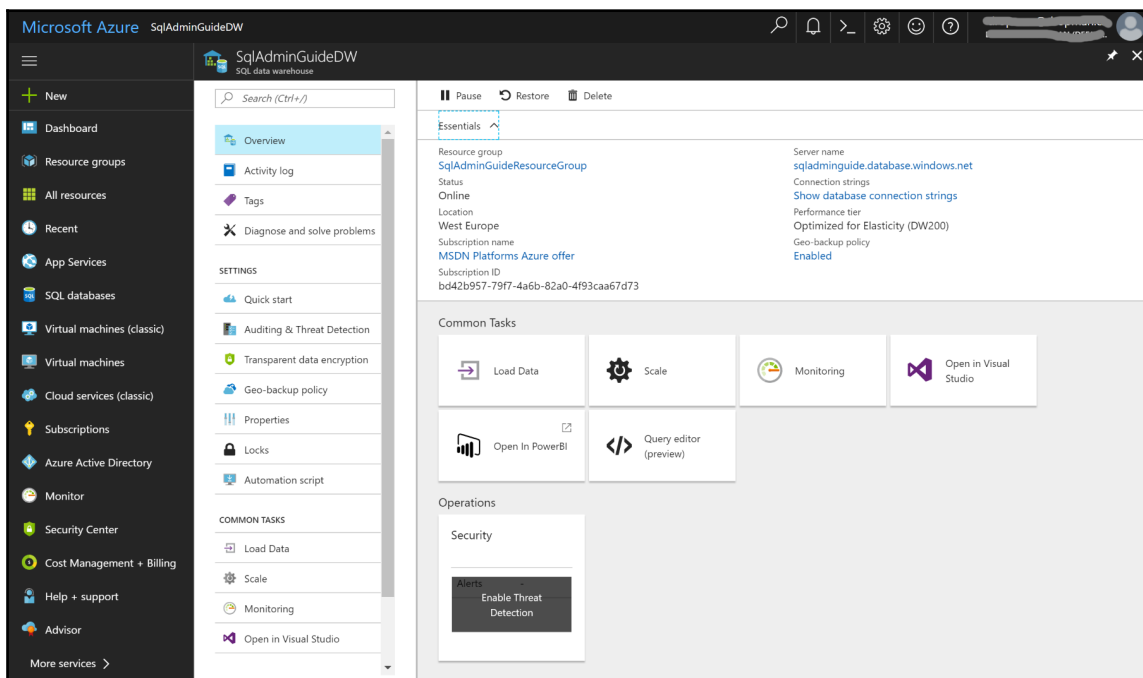 Microsoft Azure SqlAdminGuideDW
SqlAdminGuideDW
SQL data warehouse
New
Dashboard
Resource groups
All resources
Recent
App Services
SQL databases
Virtual machines (classic)
Virtual machines
Cloud services (classic)
Subscriptions
Azure Active Directory
Monitor
Security Center
Cost Management + Billing
Help + support
Advisor
More services
Search (Ctrl+/)
Overview
Activity log
Tags
Diagnose and solve problems
SETTINGS
Quick start
Auditing & Threat Detection
Transparent data encryption
Geo-backup policy
Properties
Locks
Automation script
COMMON TASKS
Load Data
Scale
Monitoring
Open in Visual Studio
Pause Restore Delete
Essentials
Resource group
SqlAdminGuideResourceGroup
Status
Online
Location
West Europe
Subscription name
MSDN Platforms Azure offer
Subscription ID
bd42b957-79f7-4a6b-82a0-4f93caa67d73
Server name
sqladminguide.database.windows.net
Connection strings
Show database connection strings
Performance tier
Optimized for Elasticity (DW200)
Geo-backup policy
Enabled
Common Tasks
Load Data
Scale
Monitoring
Open in Visual
Studio
Open In PowerBI
Query editor
(preview)
Operations
Security
Alerts -
Enable Threat
Detection